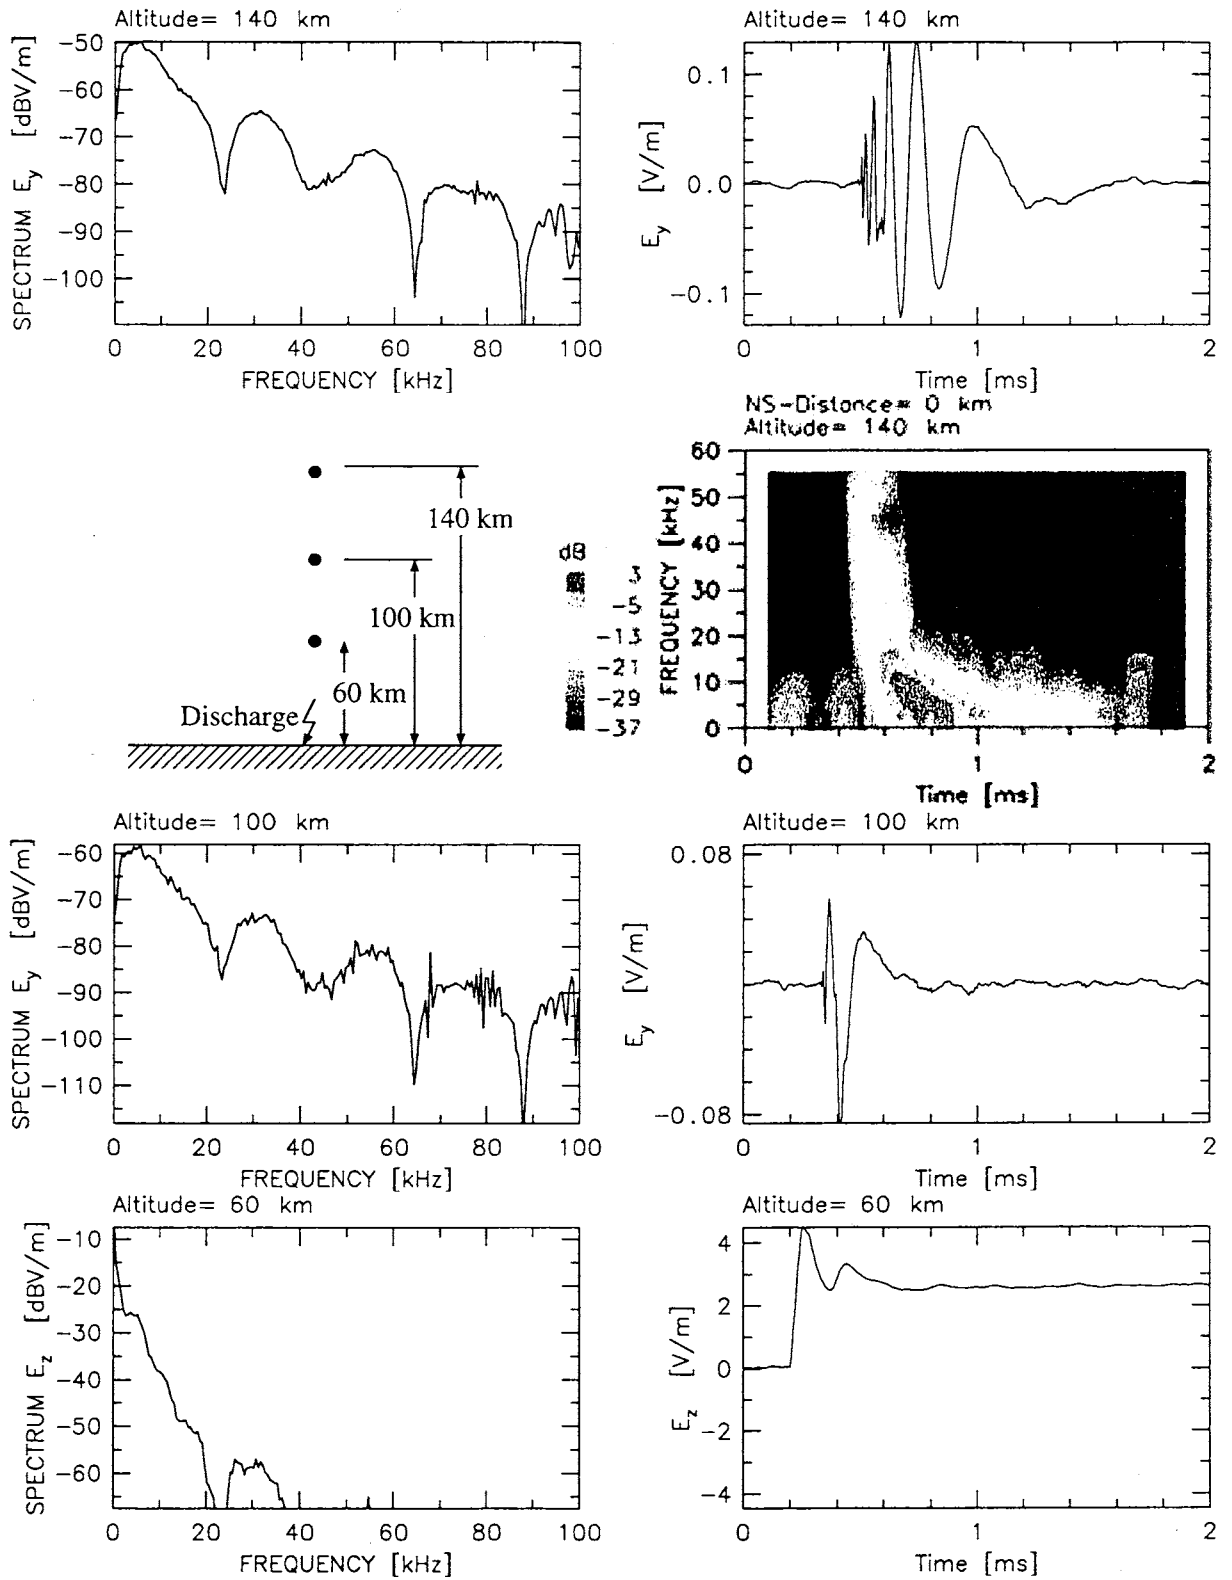 Altitude= 140 km
SPECTRUM Ey [dBV/m]
-50
-60
-70
-80
-90
-100
0 20 40 60 80 100
FREQUENCY [kHz]
Altitude= 140 km
Ey [V/m]
0.1
0.0
-0.1
0 1 2
Time [ms]
140 km
100 km
60 km
Discharge
NS-Distance= 0 km
Altitude= 140 km
dB
3
-5
-13
-21
-29
-37
FREQUENCY [kHz]
60
50
40
30
20
10
0
0 1 2
Time [ms]
Altitude= 100 km
SPECTRUM Ey [dBV/m]
-60
-70
-80
-90
-100
-110
0 20 40 60 80 100
FREQUENCY [kHz]
Altitude= 100 km
Ey [V/m]
0.08
-0.08
0 1 2
Time [ms]
Altitude= 60 km
SPECTRUM Ez [dBV/m]
-10
-20
-30
-40
-50
-60
0 20 40 60 80 100
FREQUENCY [kHz]
Altitude= 60 km
Ez [V/m]
4
2
0
-2
-4
0 1 2
Time [ms]